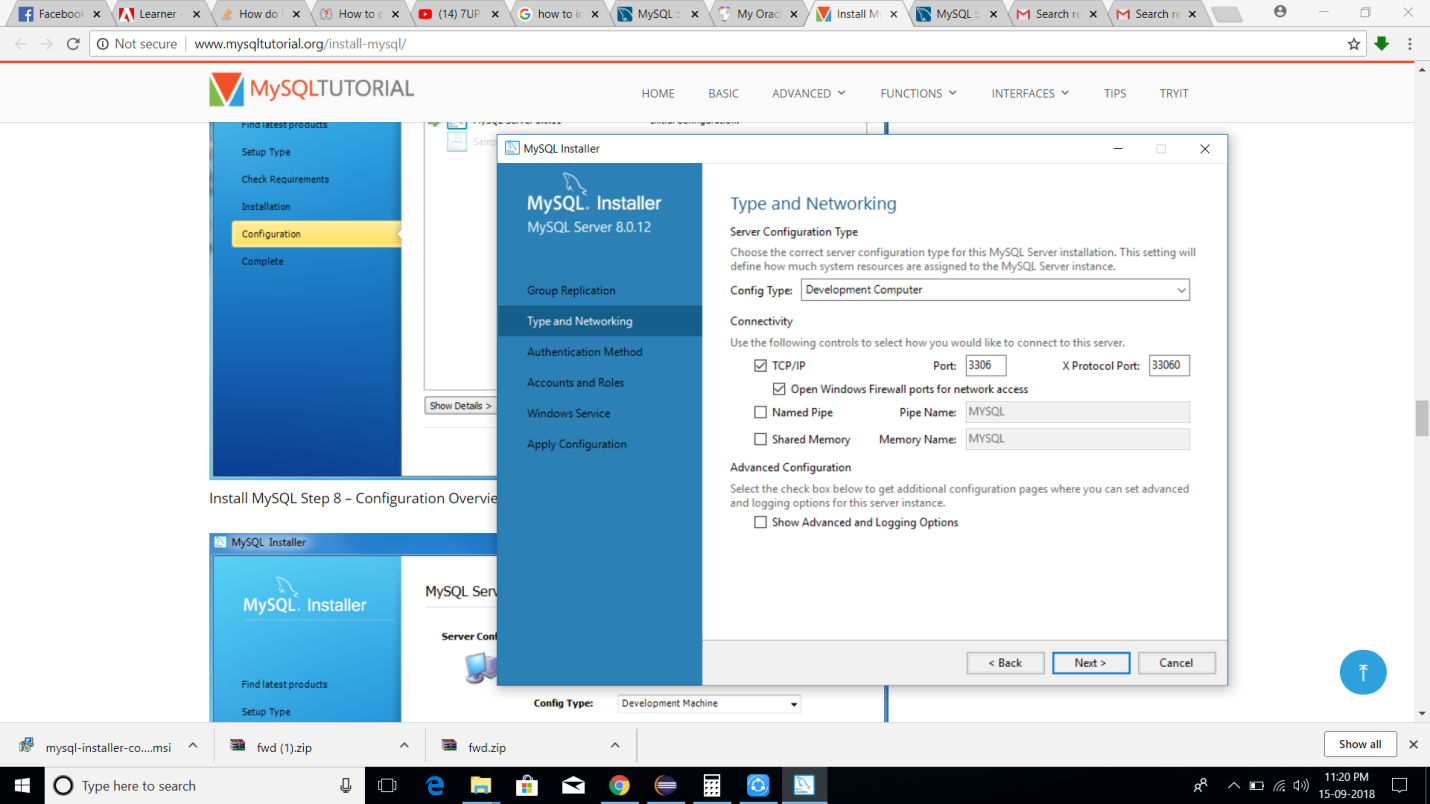 Facebook
Learner -
How do
How to c
(14) 7UP
how to in
MySQL ::
My Orac
Install My
MySQL ::
Search re
Search re
Not secure | www.mysqltutorial.org/install-mysql/
MySQLTUTORIAL
HOME BASIC ADVANCED FUNCTIONS INTERFACES TIPS TRYIT
Find latest products
Setup Type
Check Requirements
Installation
Configuration
Complete
Samp
Show Details >
Install MySQL Step 8 – Configuration Overvie
MySQL Installer
MySQL. Installer
Find latest products
Setup Type
MySQL Serv
Server Conf
Config Type: Development Machine
MySQL Installer
MySQL. Installer
MySQL Server 8.0.12
Group Replication
Type and Networking
Authentication Method
Accounts and Roles
Windows Service
Apply Configuration
Type and Networking
Server Configuration Type
Choose the correct server configuration type for this MySQL Server installation. This setting will
define how much system resources are assigned to the MySQL Server instance.
Config Type: Development Computer
Connectivity
Use the following controls to select how you would like to connect to this server.
TCP/IP Port: 3306 X Protocol Port: 33060
Open Windows Firewall ports for network access
Named Pipe Pipe Name: MYSQL
Shared Memory Memory Name: MYSQL
Advanced Configuration
Select the check box below to get additional configuration pages where you can set advanced
and logging options for this server instance.
Show Advanced and Logging Options
< Back Next > Cancel
mysql-installer-co....msi
fwd (1).zip
fwd.zip
Show all
Type here to search
11:20 PM
15-09-2018